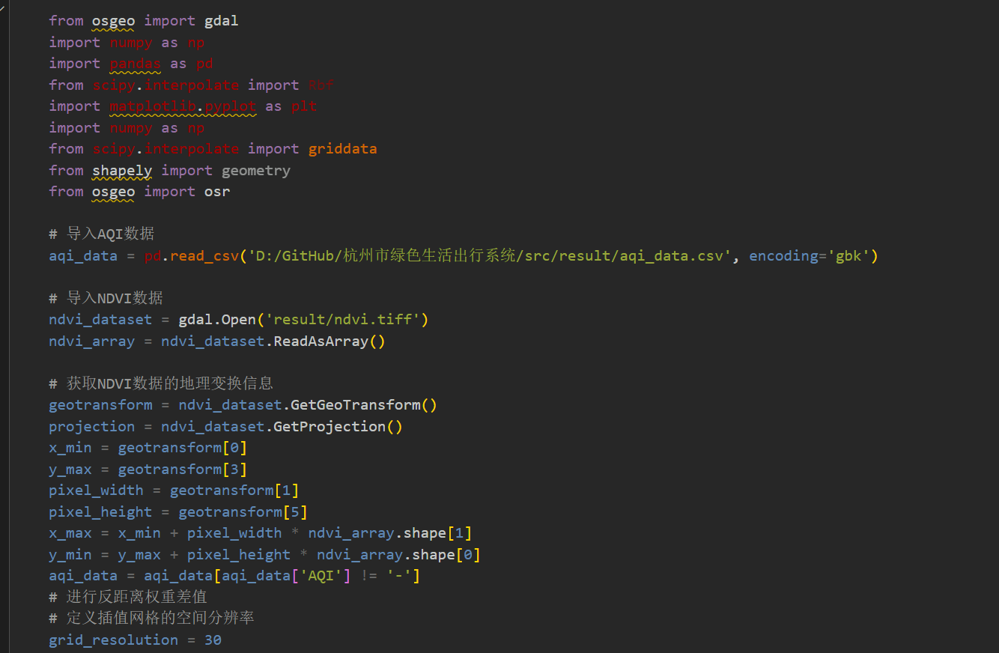 from osgeo import gdal
import numpy as np
import pandas as pd
from scipy.interpolate import Rbf
import matplotlib.pyplot as plt
import numpy as np
from scipy.interpolate import griddata
from shapely import geometry
from osgeo import osr
# 导入AQI数据
aqi_data = pd.read_csv('D:/GitHub/杭州市绿色生活出行系统/src/result/aqi_data.csv', encoding='gbk')
# 导入NDVI数据
ndvi_dataset = gdal.Open('result/ndvi.tiff')
ndvi_array = ndvi_dataset.ReadAsArray()
# 获取NDVI数据的地理变换信息
geotransform = ndvi_dataset.GetGeoTransform()
projection = ndvi_dataset.GetProjection()
x_min = geotransform[0]
y_max = geotransform[3]
pixel_width = geotransform[1]
pixel_height = geotransform[5]
x_max = x_min + pixel_width * ndvi_array.shape[1]
y_min = y_max + pixel_height * ndvi_array.shape[0]
aqi_data = aqi_data[aqi_data['AQI'] != '-']
# 进行反距离权重差值
# 定义插值网格的空间分辨率
grid_resolution = 30